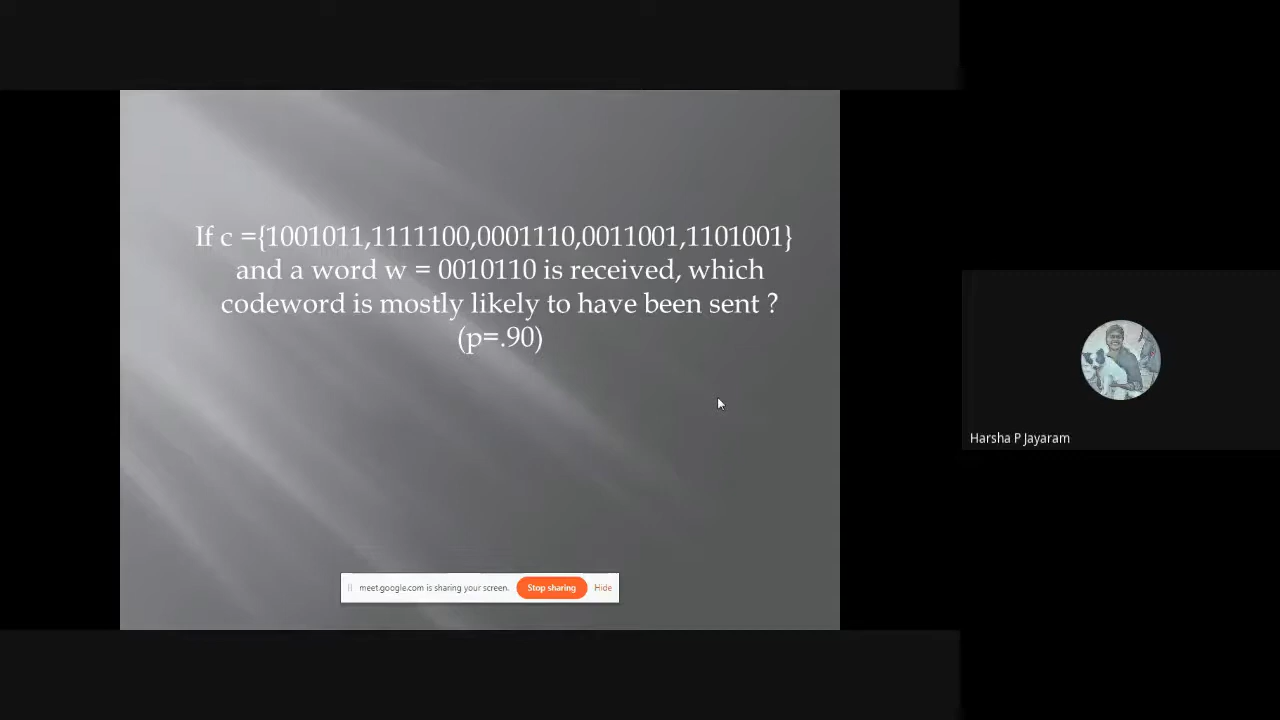 If c ={1001011,1111100,0001110,0011001,1101001}
and a word w = 0010110 is received, which
codeword is mostly likely to have been sent ?
(p=.90)
Harsha P Jayaram
meet.google.com is sharing your screen.
Stop sharing
Hide